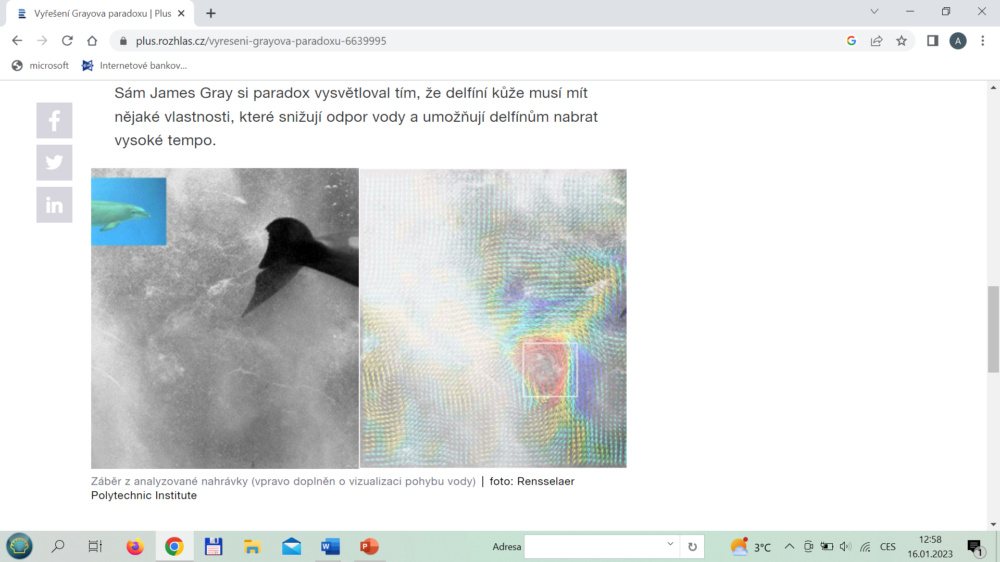 Vyřešení Grayova paradoxu | Plus
plus.rozhlas.cz/vyreseni-grayova-paradoxu-6639995
A
microsoft
Internetové bankov...
Sám James Gray si paradox vysvětloval tím, že delfíní kůže musí mít
nějaké vlastnosti, které snižují odpor vody a umožňují delfínům nabrat
vysoké tempo.
Záběr z analyzované nahrávky (vpravo doplněn o vizualizaci pohybu vody) | foto: Rensselaer
Polytechnic Institute
Adresa
3°C
CES
12:58
16.01.2023
1